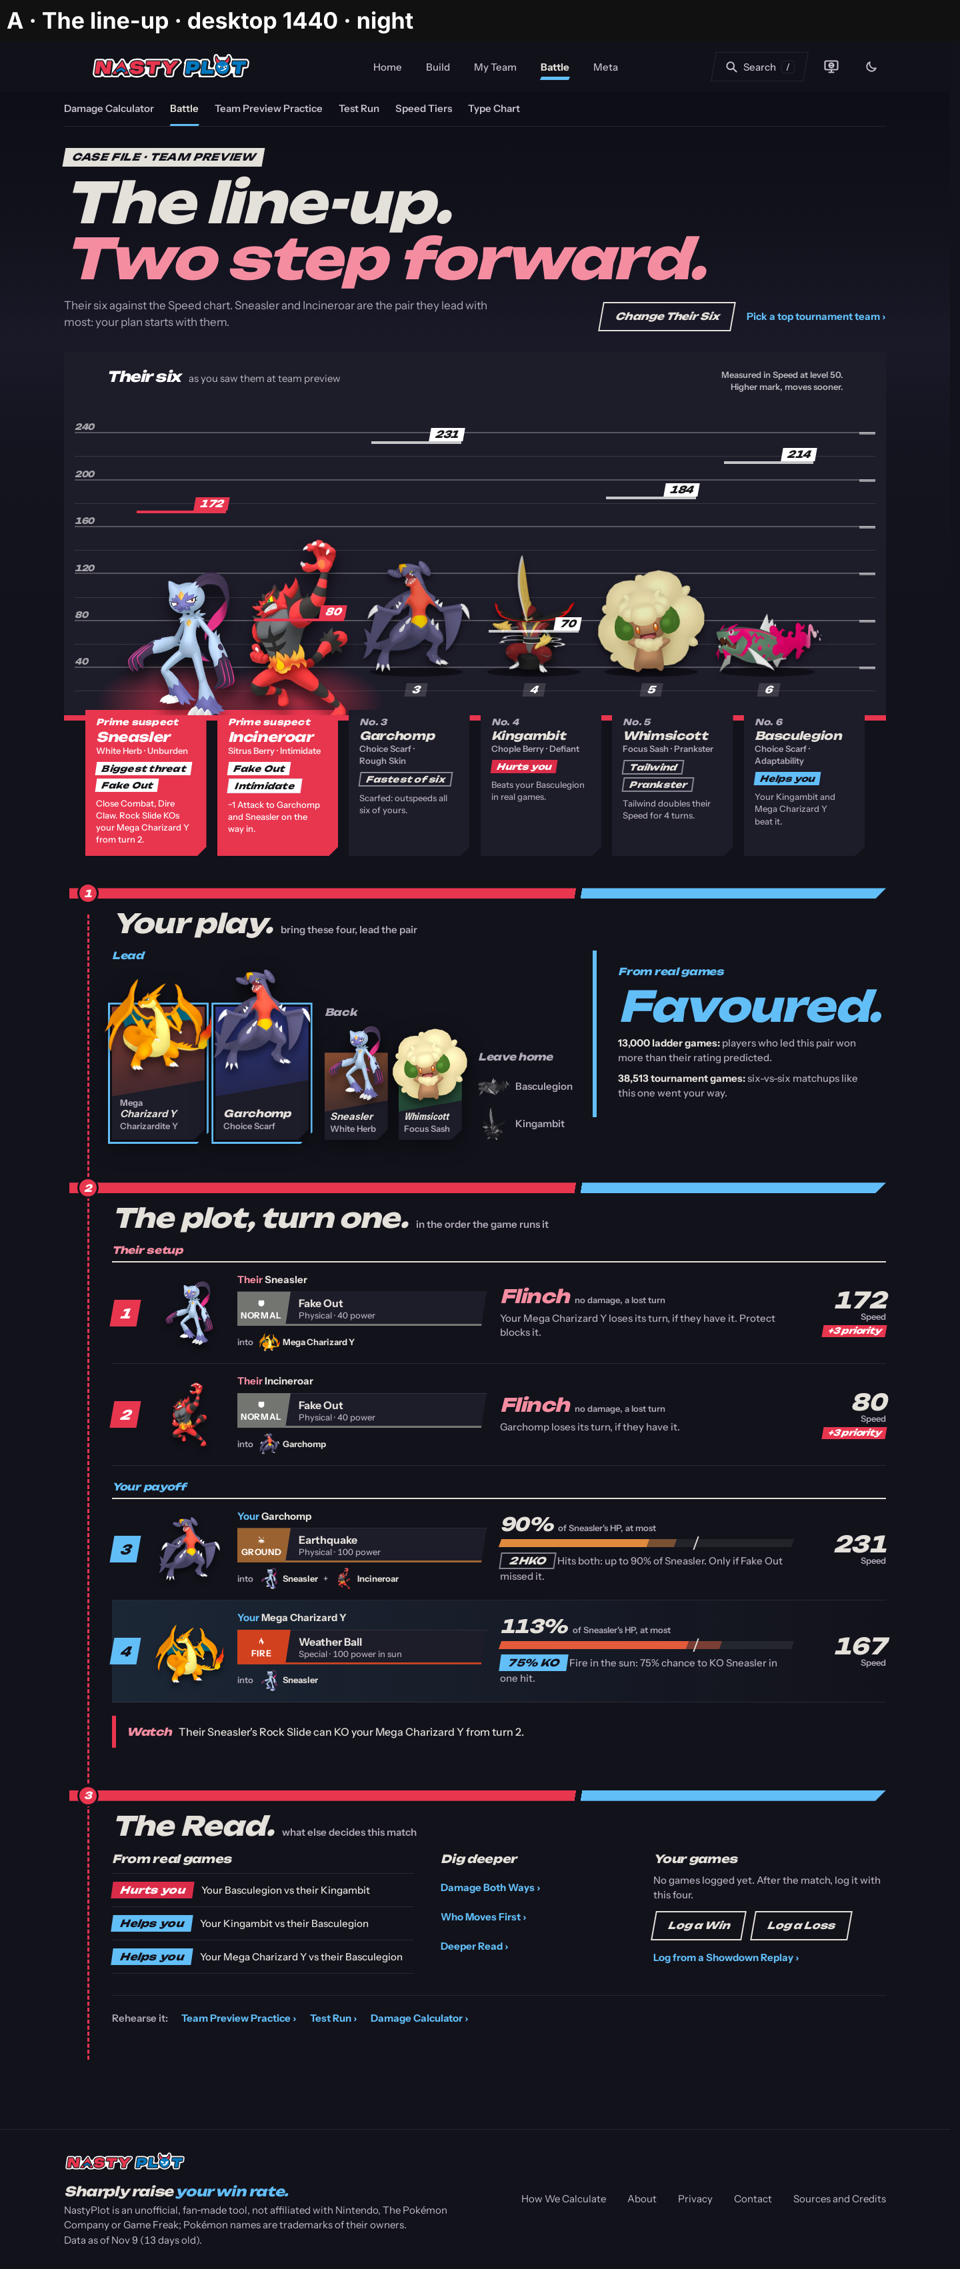 A · The line-up · desktop 1440 · night
NASTY PLOT
Home Build My Team Battle Meta
Search /
Damage Calculator Battle Team Preview Practice Test Run Speed Tiers Type Chart
CASE FILE · TEAM PREVIEW
The line-up.
Two step forward.
Their six against the Speed chart. Sneasler and Incineroar are the pair they lead with
most: your plan starts with them.
Change Their Six
Pick a top tournament team ›
Their six as you saw them at team preview
Measured in Speed at level 50.
Higher mark, moves sooner.
240
200
160
120
80
40
172
80
231
70
184
214
3
4
5
6
Prime suspect
Sneasler
White Herb · Unburden
Biggest threat
Fake Out
Close Combat, Dire
Claw. Rock Slide KOs
your Mega Charizard Y
from turn 2.
Prime suspect
Incineroar
Sitrus Berry · Intimidate
Fake Out
Intimidate
−1 Attack to Garchomp
and Sneasler on the
way in.
No. 3
Garchomp
Choice Scarf ·
Rough Skin
Fastest of six
Scarfed: outspeeds all
six of yours.
No. 4
Kingambit
Chople Berry · Defiant
Hurts you
Beats your Basculegion
in real games.
No. 5
Whimsicott
Focus Sash · Prankster
Tailwind
Prankster
Tailwind doubles their
Speed for 4 turns.
No. 6
Basculegion
Choice Scarf ·
Adaptability
Helps you
Your Kingambit and
Mega Charizard Y
beat it.
1
Your play. bring these four, lead the pair
Lead
Mega
Charizard Y
Charizardite Y
Garchomp
Choice Scarf
Back
Sneasler
White Herb
Whimsicott
Focus Sash
Leave home
Basculegion
Kingambit
From real games
Favoured.
13,000 ladder games: players who led this pair won
more than their rating predicted.
38,513 tournament games: six-vs-six matchups like
this one went your way.
2
The plot, turn one. in the order the game runs it
Their setup
1
Their Sneasler
NORMAL
Fake Out
Physical · 40 power
into Mega Charizard Y
Flinch no damage, a lost turn
Your Mega Charizard Y loses its turn, if they have it. Protect
blocks it.
172
Speed
+3 priority
2
Their Incineroar
NORMAL
Fake Out
Physical · 40 power
into Garchomp
Flinch no damage, a lost turn
Garchomp loses its turn, if they have it.
80
Speed
+3 priority
Your payoff
3
Your Garchomp
GROUND
Earthquake
Physical · 100 power
into Sneasler + Incineroar
90% of Sneasler's HP, at most
2HKO Hits both: up to 90% of Sneasler. Only if Fake Out
missed it.
231
Speed
4
Your Mega Charizard Y
FIRE
Weather Ball
Special · 100 power in sun
into Sneasler
113% of Sneasler's HP, at most
75% KO Fire in the sun: 75% chance to KO Sneasler in
one hit.
167
Speed
Watch Their Sneasler's Rock Slide can KO your Mega Charizard Y from turn 2.
3
The Read. what else decides this match
From real games
Hurts you Your Basculegion vs their Kingambit
Helps you Your Kingambit vs their Basculegion
Helps you Your Mega Charizard Y vs their Basculegion
Dig deeper
Damage Both Ways ›
Who Moves First ›
Deeper Read ›
Your games
No games logged yet. After the match, log it with
this four.
Log a Win Log a Loss
Log from a Showdown Replay ›
Rehearse it: Team Preview Practice › Test Run › Damage Calculator ›
NASTY PLOT
Sharply raise your win rate.
NastyPlot is an unofficial, fan-made tool, not affiliated with Nintendo, The Pokémon
Company or Game Freak; Pokémon names are trademarks of their owners.
Data as of Nov 9 (13 days old).
How We Calculate About Privacy Contact Sources and Credits